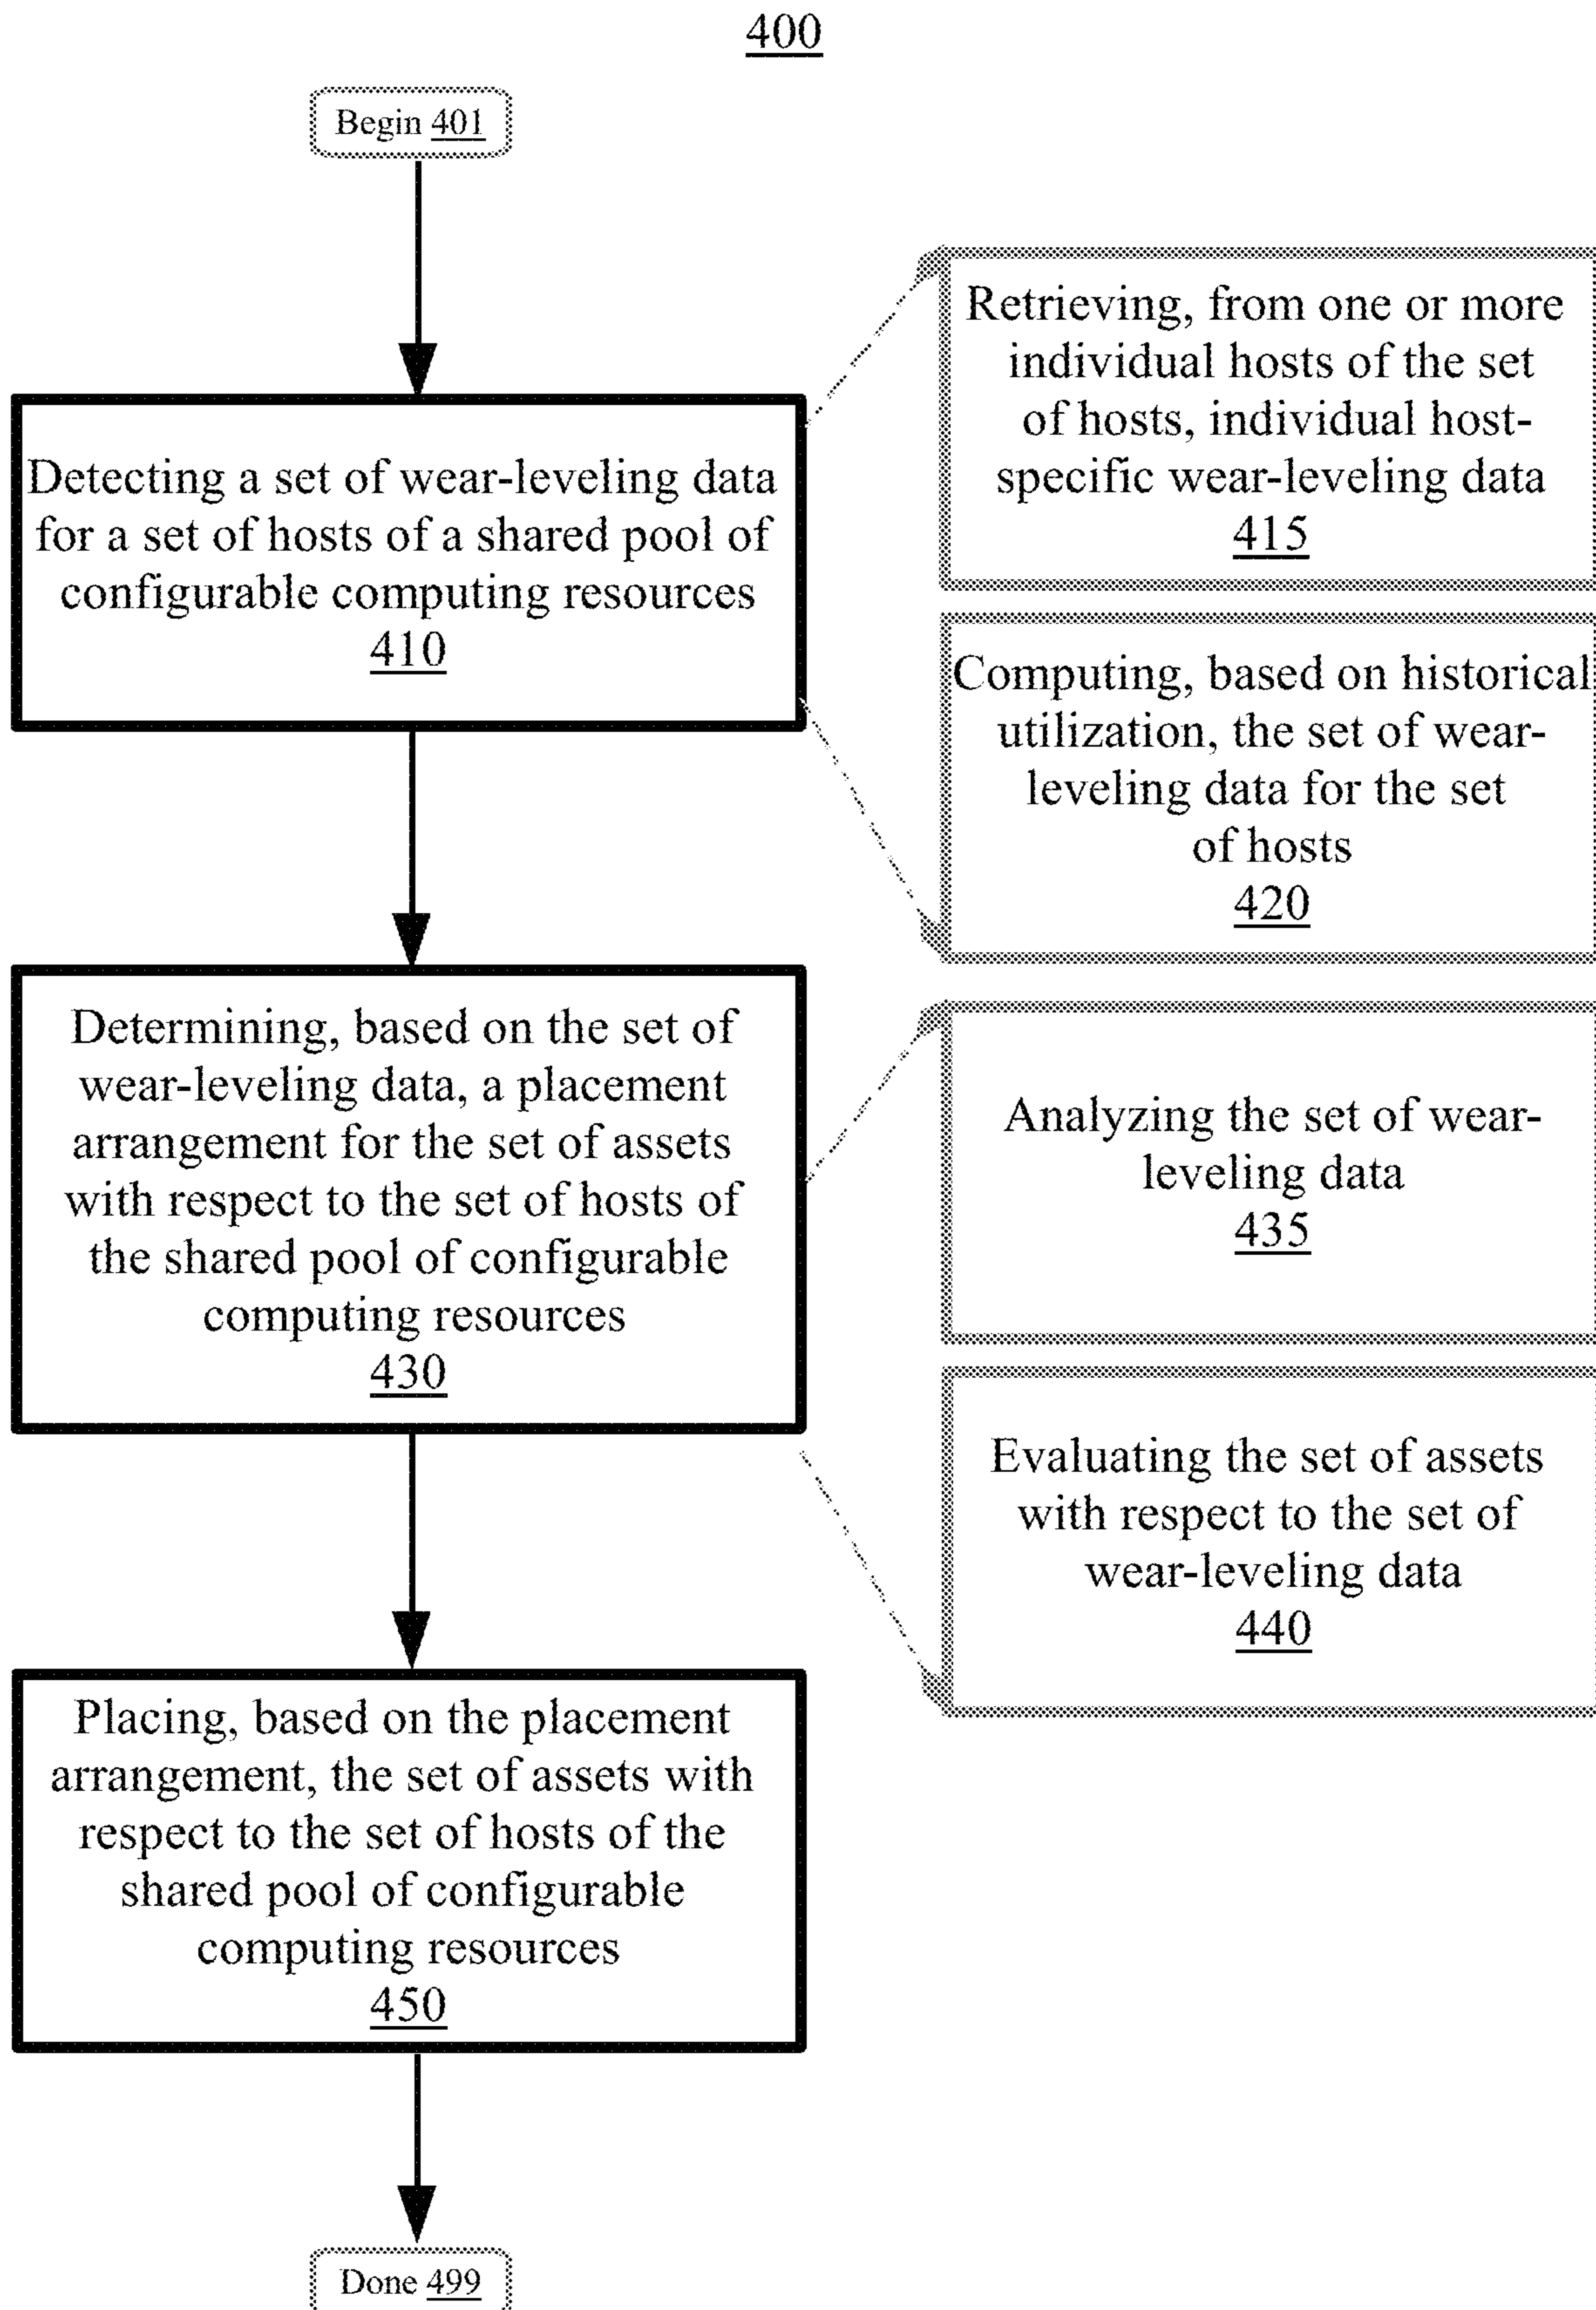 400
Begin 401
Detecting a set of wear-leveling data
for a set of hosts of a shared pool of
configurable computing resources
410
Retrieving, from one or more
individual hosts of the set
of hosts, individual host-
specific wear-leveling data
415
Computing, based on historical
utilization, the set of wear-
leveling data for the set
of hosts
420
Determining, based on the set of
wear-leveling data, a placement
arrangement for the set of assets
with respect to the set of hosts of
the shared pool of configurable
computing resources
430
Analyzing the set of wear-
leveling data
435
Evaluating the set of assets
with respect to the set of
wear-leveling data
440
Placing, based on the placement
arrangement, the set of assets with
respect to the set of hosts of the
shared pool of configurable
computing resources
450
Done 499